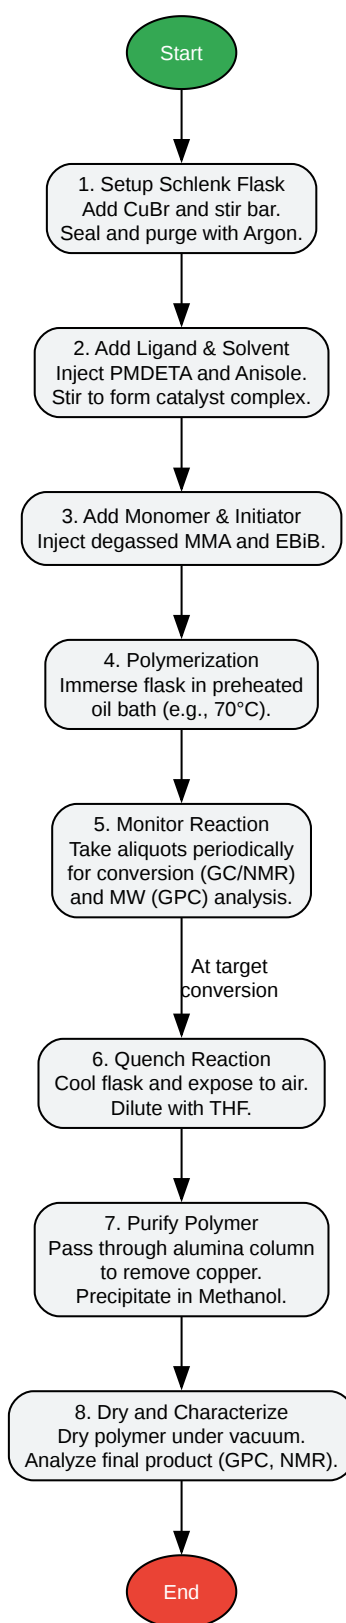 Start
1. Setup Schlenk Flask
Add CuBr and stir bar.
Seal and purge with Argon.
2. Add Ligand & Solvent
Inject PMDETA and Anisole.
Stir to form catalyst complex.
3. Add Monomer & Initiator
Inject degassed MMA and EBiB.
4. Polymerization
Immerse flask in preheated
oil bath (e.g., 70°C).
5. Monitor Reaction
Take aliquots periodically
for conversion (GC/NMR)
and MW (GPC) analysis.
At target
conversion
6. Quench Reaction
Cool flask and expose to air.
Dilute with THF.
7. Purify Polymer
Pass through alumina column
to remove copper.
Precipitate in Methanol.
8. Dry and Characterize
Dry polymer under vacuum.
Analyze final product (GPC, NMR).
End